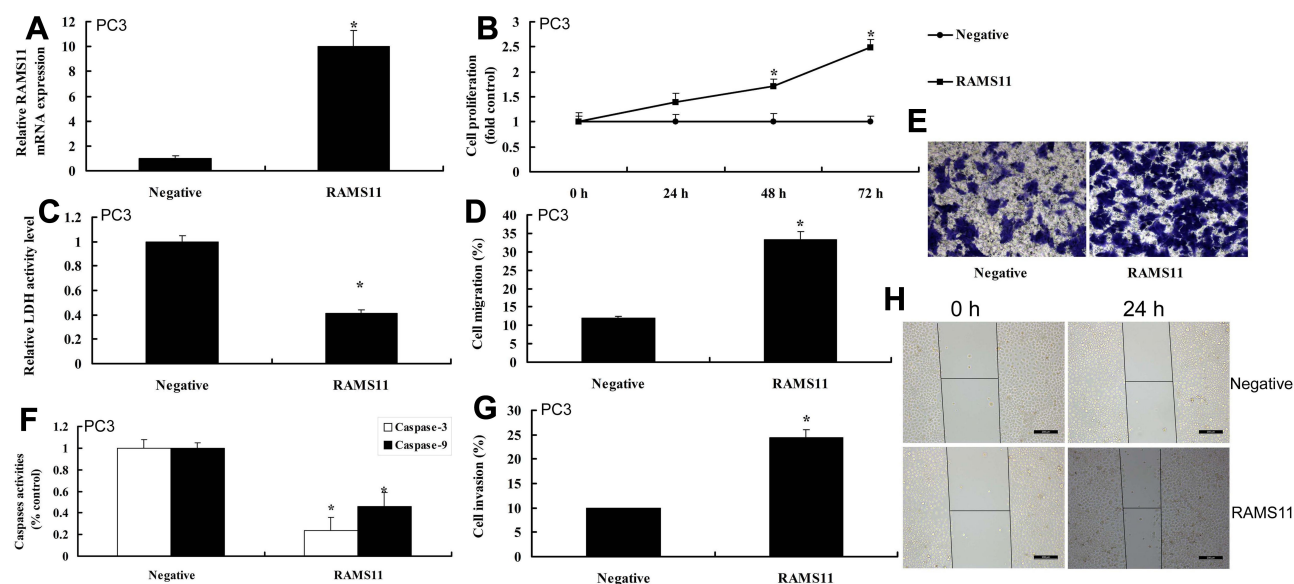 A
PC3
Relative RAMS11
mRNA expression
12
10
8
6
4
2
0
*
Negative
RAMS11
B
PC3
Cell proliferation
(fold control)
3
2.5
2
1.5
1
0.5
0
*
*
0 h
24 h
48 h
72 h
Negative
RAMS11
C
PC3
Relative LDH activity level
1.2
1
0.8
0.6
0.4
0.2
0
*
Negative
RAMS11
D
PC3
Cell migration (%)
40
35
30
25
20
15
10
5
0
*
Negative
RAMS11
E
Negative
RAMS11
F
PC3
Caspases activities
(% control)
1.2
1
0.8
0.6
0.4
0.2
0
Caspase-3
Caspase-9
*
*
Negative
RAMS11
G
PC3
Cell invasion (%)
30
25
20
15
10
5
0
*
Negative
RAMS11
H
0 h
24 h
Negative
RAMS11